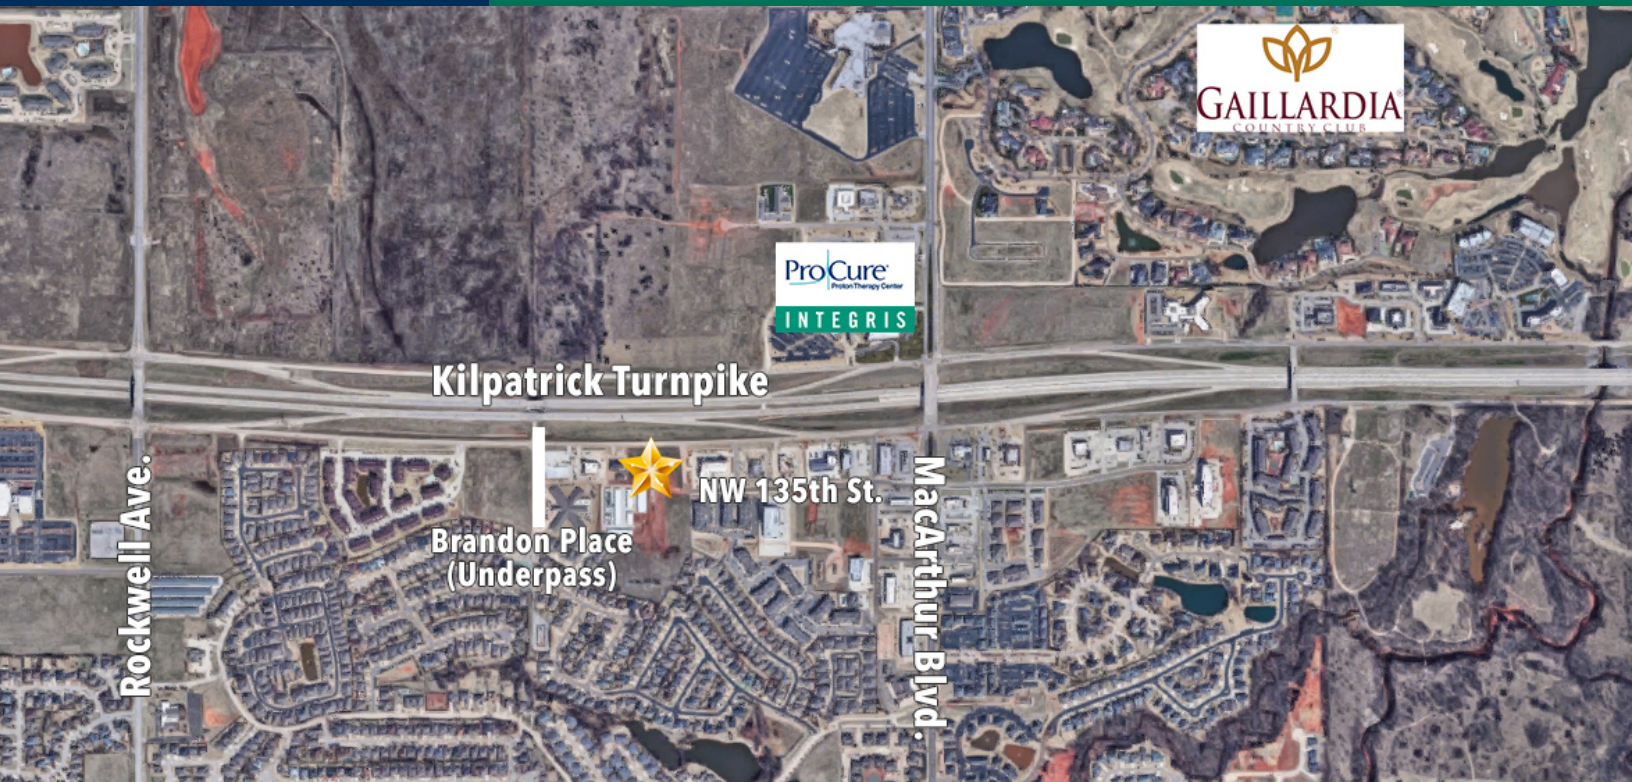 GAILLARDIA
COUNTRY CLUB
ProCure
Proton Therapy Center
INTEGRIS
Kilpatrick Turnpike
NW 135th St.
Brandon Place
(Underpass)
Rockwell Ave.
MacArthur Blvd.